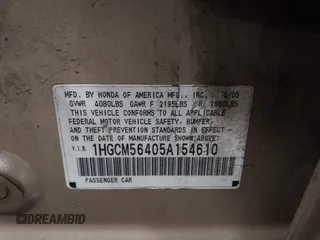 MFD. BY HONDA OF AMERICA MFG., INC. /05
GVWR 4080LBS GAWR F 2195LBS R 1960LBS
THIS VEHICLE CONFORMS TO ALL APPLICABLE
FEDERAL MOTOR VEHICLE SAFETY, BUMPER,
AND THEFT PREVENTION STANDARDS IN EFFECT
ON THE DATE OF MANUFACTURE SHOWN ABOVE.
V.I.N. 1HGCM56405A154610
PASSENGER CAR
DREAMBID